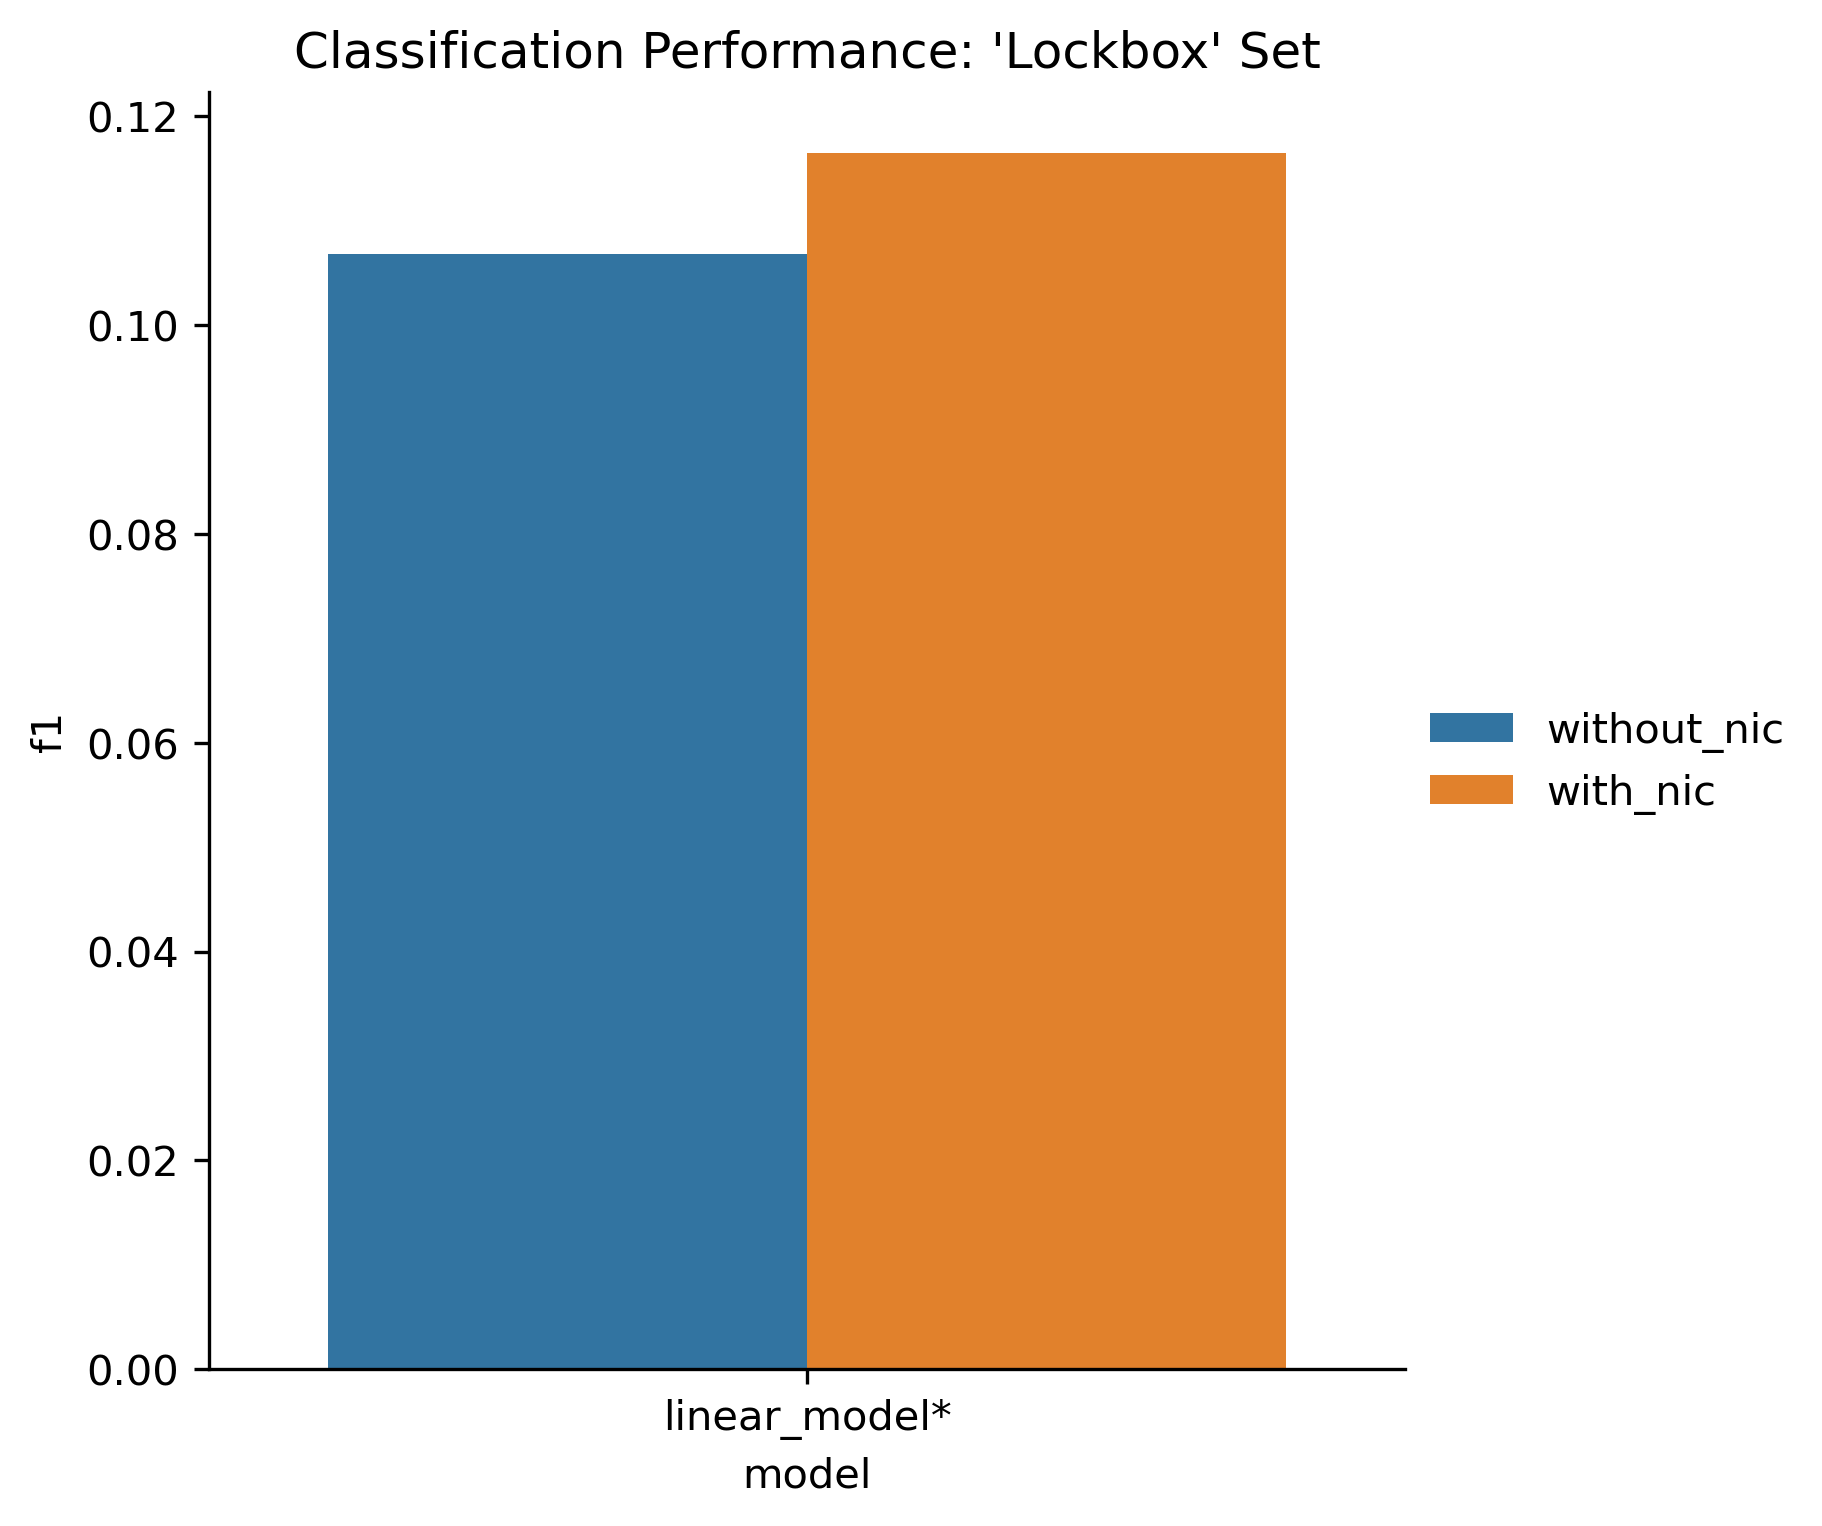 Classification Performance: 'Lockbox' Set
0.12
0.10
0.08
0.06
0.04
0.02
0.00
f1
linear_model*
model
without_nic
with_nic